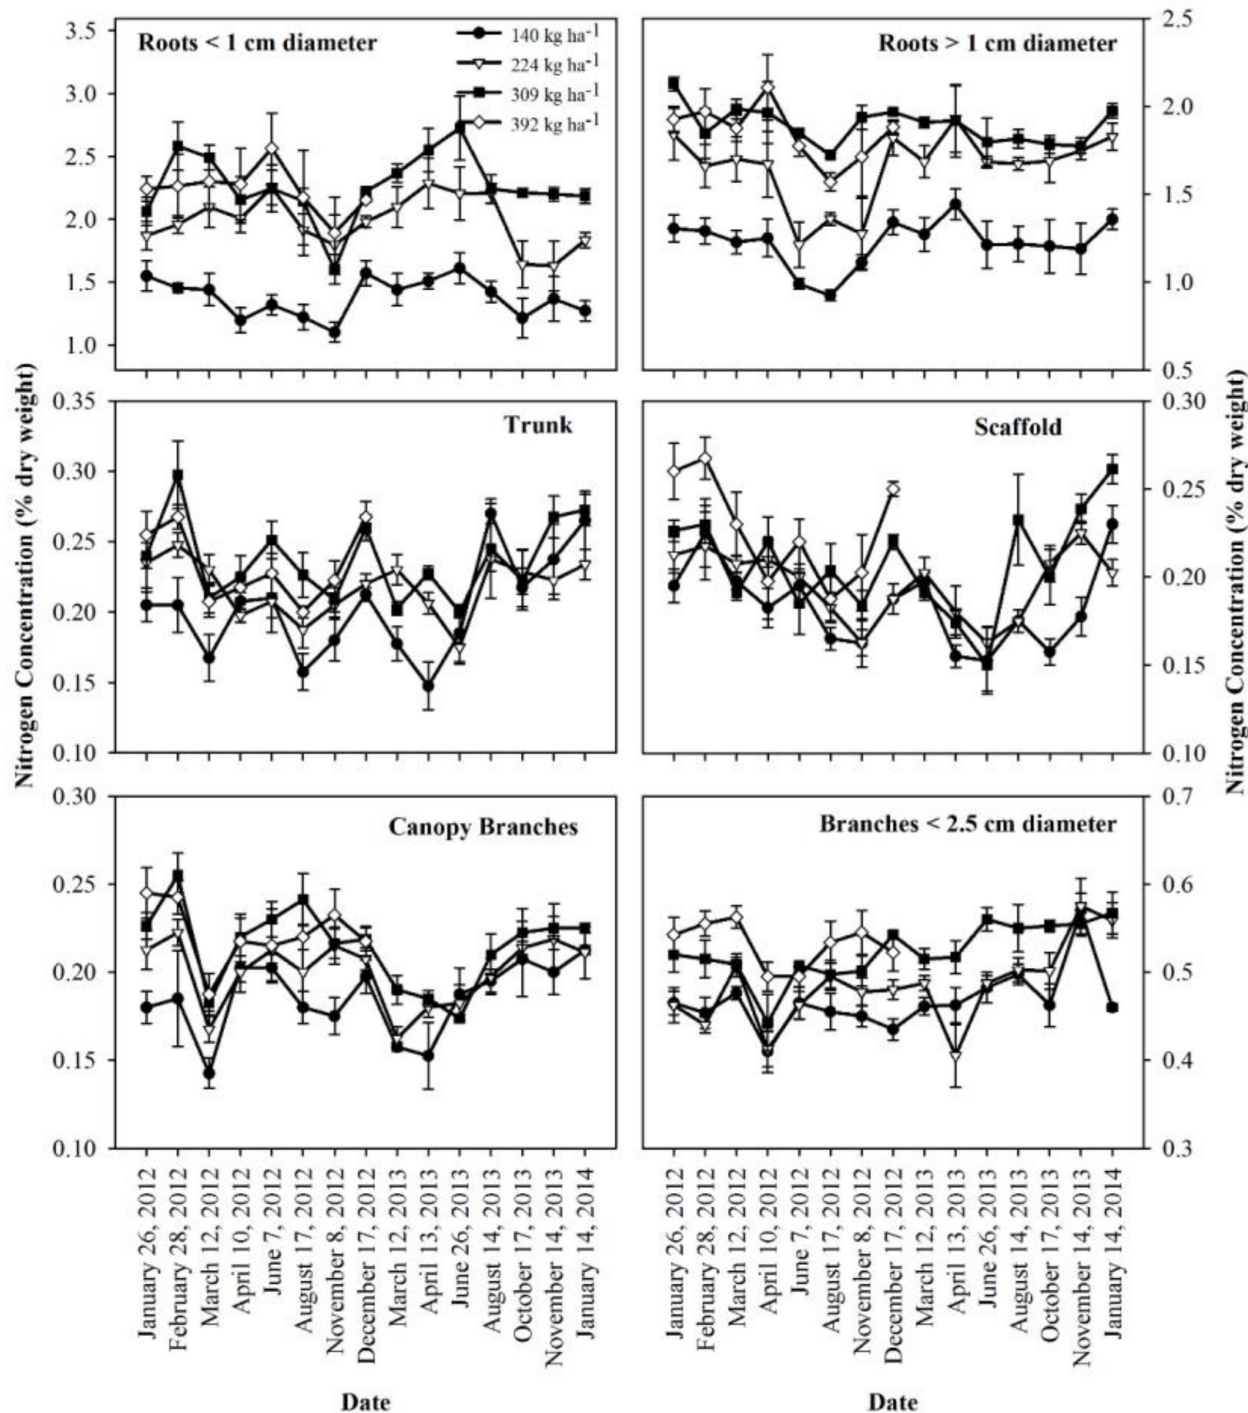 Roots < 1 cm diameter
140 kg ha-1
224 kg ha-1
309 kg ha-1
392 kg ha-1
Roots > 1 cm diameter
3.5
3.0
2.5
2.0
1.5
1.0
2.5
2.0
1.5
1.0
0.5
Nitrogen Concentration (% dry weight)
Nitrogen Concentration (% dry weight)
Trunk
Scaffold
0.35
0.30
0.25
0.20
0.15
0.10
0.30
0.25
0.20
0.15
0.10
Canopy Branches
Branches < 2.5 cm diameter
0.30
0.25
0.20
0.15
0.10
0.7
0.6
0.5
0.4
0.3
January 26, 2012
February 28, 2012
March 12, 2012
April 10, 2012
June 7, 2012
August 17, 2012
November 8, 2012
December 17, 2012
March 12, 2013
April 13, 2013
June 26, 2013
August 14, 2013
October 17, 2013
November 14, 2013
January 14, 2014
January 26, 2012
February 28, 2012
March 12, 2012
April 10, 2012
June 7, 2012
August 17, 2012
November 8, 2012
December 17, 2012
March 12, 2013
April 13, 2013
June 26, 2013
August 14, 2013
October 17, 2013
November 14, 2013
January 14, 2014
Date
Date